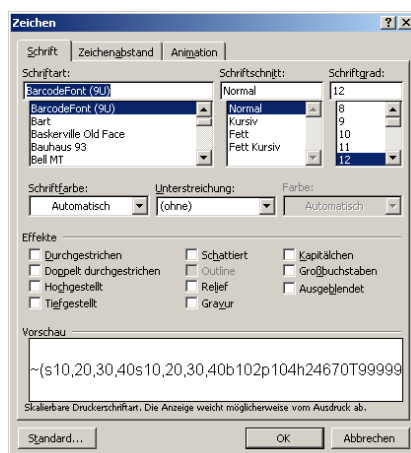 Zeichen
Schrift Zeichenabstand Animation
Schriftart: Schriftschnitt: Schriftgrad:
BarcodeFont (9U) Normal 12
BarcodeFont (9U) Normal 8
Bart Kursiv 9
Baskerville Old Face Fett 10
Bauhaus 93 Fett Kursiv 11
Bell MT 12
Schriftfarbe: Unterstreichung: Farbe:
Automatisch (ohne) Automatisch
Effekte
Durchgestrichen Schattiert Kapitälchen
Doppelt durchgestrichen Outline Großbuchstaben
Hochgestellt Relief Ausgeblendet
Tiefgestellt Gravur
Vorschau
~(s10,20,30,40s10,20,30,40b102p104h24670T99999
Skalierbare Druckerschriftart. Die Anzeige weicht möglicherweise vom Ausdruck ab.
Standard... OK Abbrechen